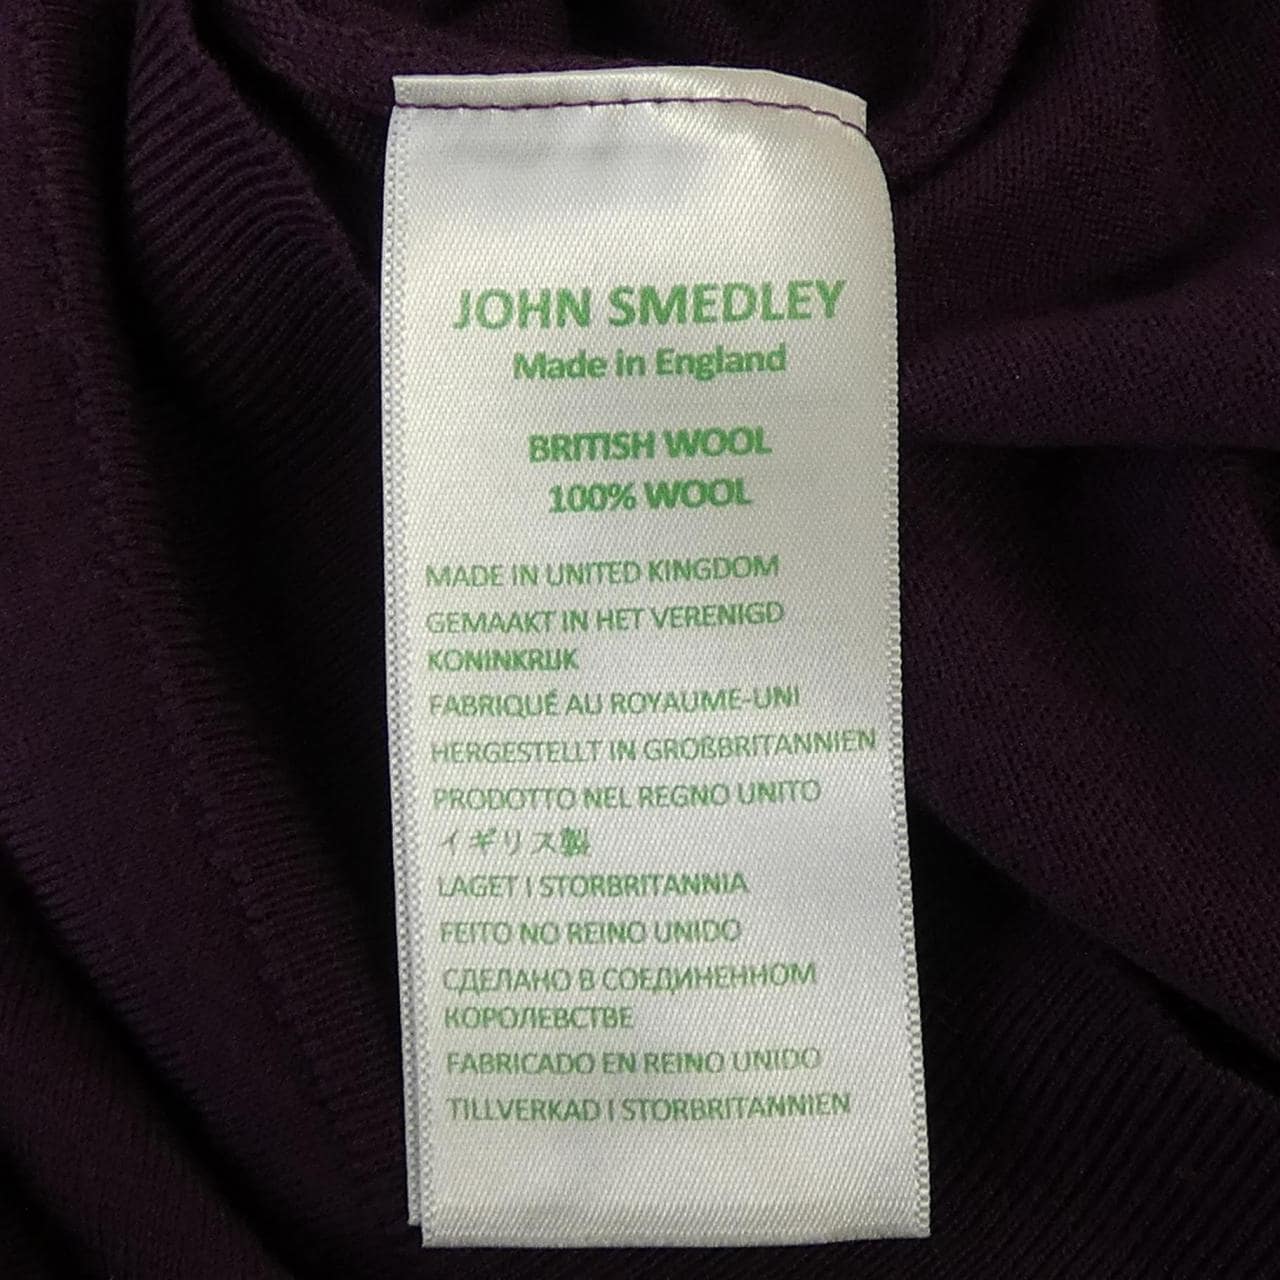 JOHN SMEDLEY
Made in England
BRITISH WOOL
100% WOOL
MADE IN UNITED KINGDOM
GEMAAKT IN HET VERENIGD
KONINKRIJK
FABRIQUÉ AU ROYAUME-UNI
HERGESTELLT IN GROßBRITANNIEN
PRODOTTO NEL REGNO UNITO
イギリス製
LAGET I STORBRITANNIA
FEITO NO REINO UNIDO
СДЕЛАНО В СОЕДИНЕННОМ
КОРОЛЕВСТВЕ
FABRICADO EN REINO UNIDO
TILLVERKAD I STORBRITANNIEN